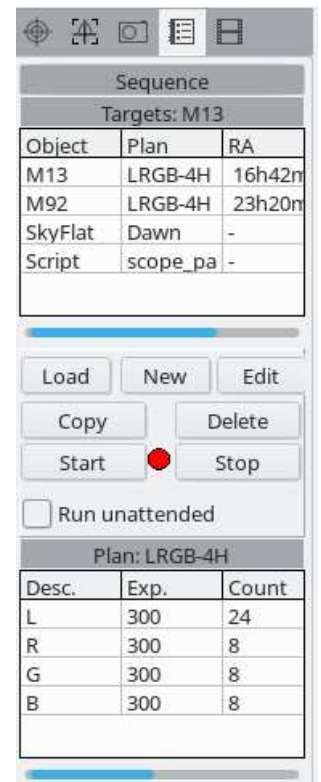 Sequence
Targets: M13
Object Plan RA
M13 LRGB-4H 16h42m
M92 LRGB-4H 23h20m
SkyFlat Dawn -
Script scope_pa -
Load New Edit
Copy Delete
Start Stop
Run unattended
Plan: LRGB-4H
Desc. Exp. Count
L 300 24
R 300 8
G 300 8
B 300 8